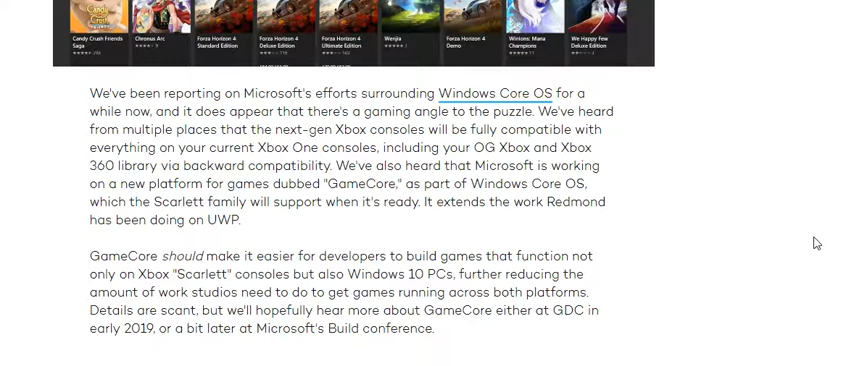 Candy Crush Friends Saga
Chronus Arc
Forza Horizon 4 Standard Edition
Forza Horizon 4 Deluxe Edition
Forza Horizon 4 Ultimate Edition
Wenjia
Forza Horizon 4 Demo
Winions: Mana Champions
We Happy Few Deluxe Edition
We've been reporting on Microsoft's efforts surrounding Windows Core OS for a
while now, and it does appear that there's a gaming angle to the puzzle. We've heard
from multiple places that the next-gen Xbox consoles will be fully compatible with
everything on your current Xbox One consoles, including your OG Xbox and Xbox
360 library via backward compatibility. We've also heard that Microsoft is working
on a new platform for games dubbed "GameCore," as part of Windows Core OS,
which the Scarlett family will support when it's ready. It extends the work Redmond
has been doing on UWP.
GameCore should make it easier for developers to build games that function not
only on Xbox "Scarlett" consoles but also Windows 10 PCs, further reducing the
amount of work studios need to do to get games running across both platforms.
Details are scant, but we'll hopefully hear more about GameCore either at GDC in
early 2019, or a bit later at Microsoft's Build conference.